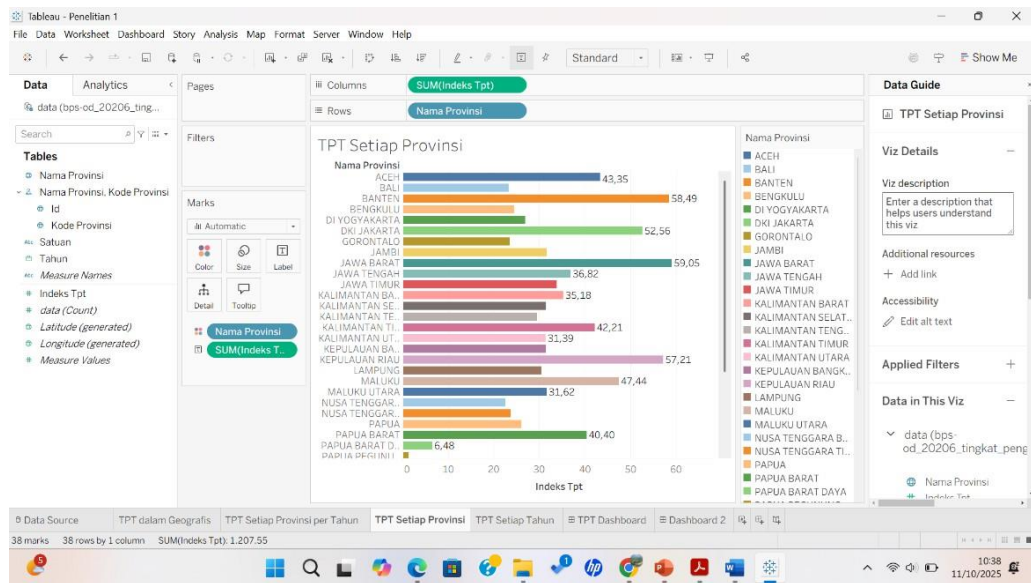 Tableau - Penelitian 1
File Data Worksheet Dashboard Story Analysis Map Format Server Window Help
Standard
Show Me
Data Analytics
data (bps-od_20206_ting...
Search
Tables
Nama Provinsi
Nama Provinsi, Kode Provinsi
Id
Kode Provinsi
Abc Satuan
Tahun
Abc Measure Names
# Indeks Tpt
# data (Count)
Latitude (generated)
Longitude (generated)
# Measure Values
Pages
Filters
Marks
Automatic
Color Size Label
Detail Tooltip
Nama Provinsi
SUM(Indeks T..
Columns SUM(Indeks Tpt)
Rows Nama Provinsi
TPT Setiap Provinsi
Nama Provinsi
ACEH 43,35
BALI
BANTEN 58,49
BENGKULU
DI YOGYAKARTA
DKI JAKARTA 52,56
GORONTALO
JAMBI
JAWA BARAT 59,05
JAWA TENGAH 36,82
JAWA TIMUR
KALIMANTAN BA.. 35,18
KALIMANTAN SE..
KALIMANTAN TE..
KALIMANTAN TI.. 42,21
KALIMANTAN UT.. 31,39
KEPULAUAN BA..
KEPULAUAN RIAU 57,21
LAMPUNG
MALUKU 47,44
MALUKU UTARA 31,62
NUSA TENGGAR..
NUSA TENGGAR..
PAPUA
PAPUA BARAT 40,40
PAPUA BARAT D.. 6,48
PAPUA PEGUNU..
0 10 20 30 40 50 60
Indeks Tpt
Nama Provinsi
ACEH
BALI
BANTEN
BENGKULU
DI YOGYAKARTA
DKI JAKARTA
GORONTALO
JAMBI
JAWA BARAT
JAWA TENGAH
JAWA TIMUR
KALIMANTAN BARAT
KALIMANTAN SELAT..
KALIMANTAN TENG..
KALIMANTAN TIMUR
KALIMANTAN UTARA
KEPULAUAN BANGK..
KEPULAUAN RIAU
LAMPUNG
MALUKU
MALUKU UTARA
NUSA TENGGARA B..
NUSA TENGGARA TI..
PAPUA
PAPUA BARAT
PAPUA BARAT DAYA
Data Guide
TPT Setiap Provinsi
Viz Details
Viz description
Enter a description that
helps users understand
this viz
Additional resources
+ Add link
Accessibility
Edit alt text
Applied Filters +
Data in This Viz
data (bps-
od_20206_tingkat_peng
Nama Provinsi
# Indeks Tpt
Data Source TPT dalam Geografis TPT Setiap Provinsi per Tahun TPT Setiap Provinsi TPT Setiap Tahun TPT Dashboard Dashboard 2
38 marks 38 rows by 1 column SUM(Indeks Tpt): 1.207,55
hp
10:38
11/10/2025